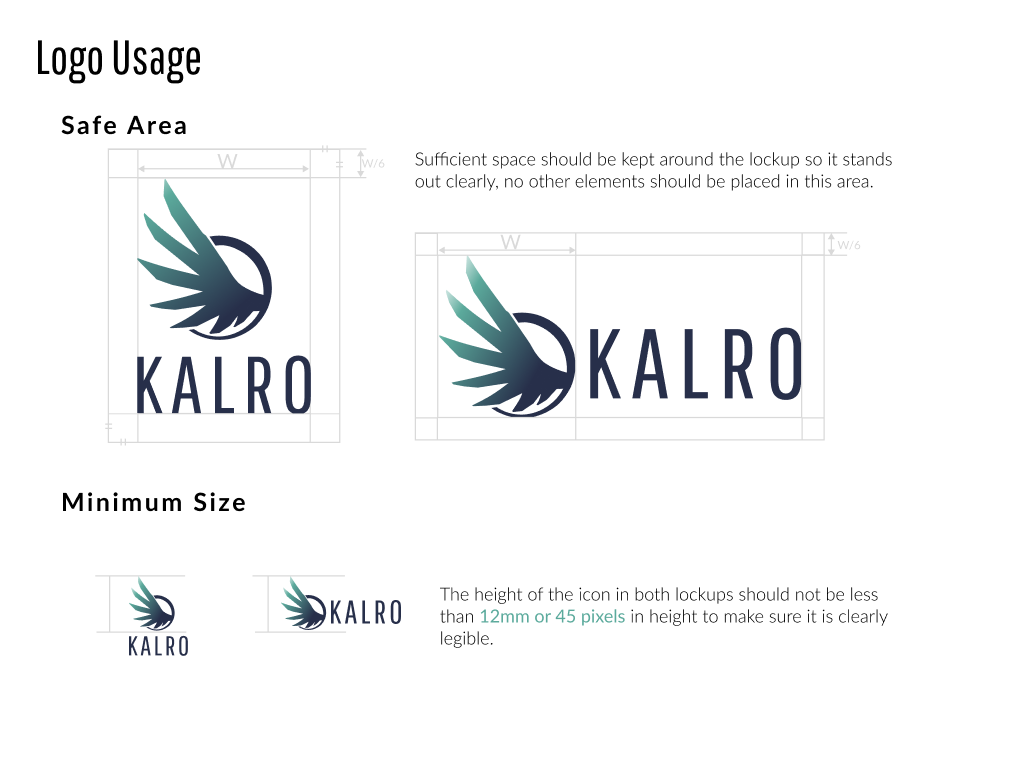 Logo Usage
Safe Area
W
W/6
Sufficient space should be kept around the lockup so it stands
out clearly, no other elements should be placed in this area.
KALRO
W
W/6
KALRO
Minimum Size
KALRO
KALRO
The height of the icon in both lockups should not be less
than 12mm or 45 pixels in height to make sure it is clearly
legible.